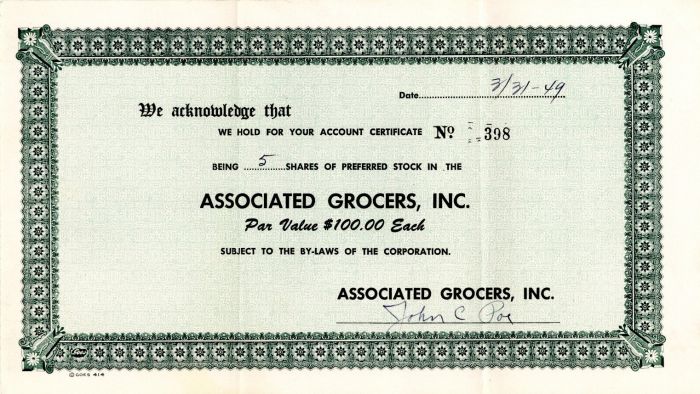 Date 3/31-49
We acknowledge that
WE HOLD FOR YOUR ACCOUNT CERTIFICATE No. 398
BEING 5 SHARES OF PREFERRED STOCK IN THE
ASSOCIATED GROCERS, INC.
Par Value $100.00 Each
SUBJECT TO THE BY-LAWS OF THE CORPORATION.
ASSOCIATED GROCERS, INC.
John C Poe
© GOES 414